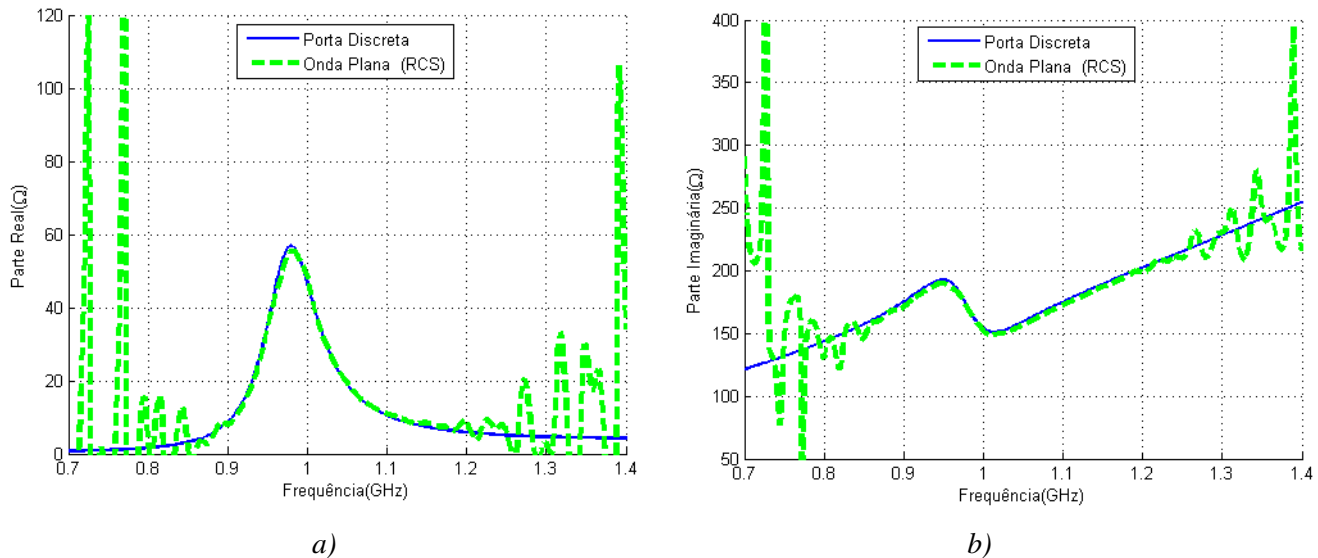 Porta Discreta
Onda Plana (RCS)
Parte Real(Ω)
120
100
80
60
40
20
0
0.7 0.8 0.9 1 1.1 1.2 1.3 1.4
Frequência(GHz)
a)
Porta Discreta
Onda Plana (RCS)
Parte Imaginária(Ω)
400
350
300
250
200
150
100
50
0.7 0.8 0.9 1 1.1 1.2 1.3 1.4
Frequência(GHz)
b)